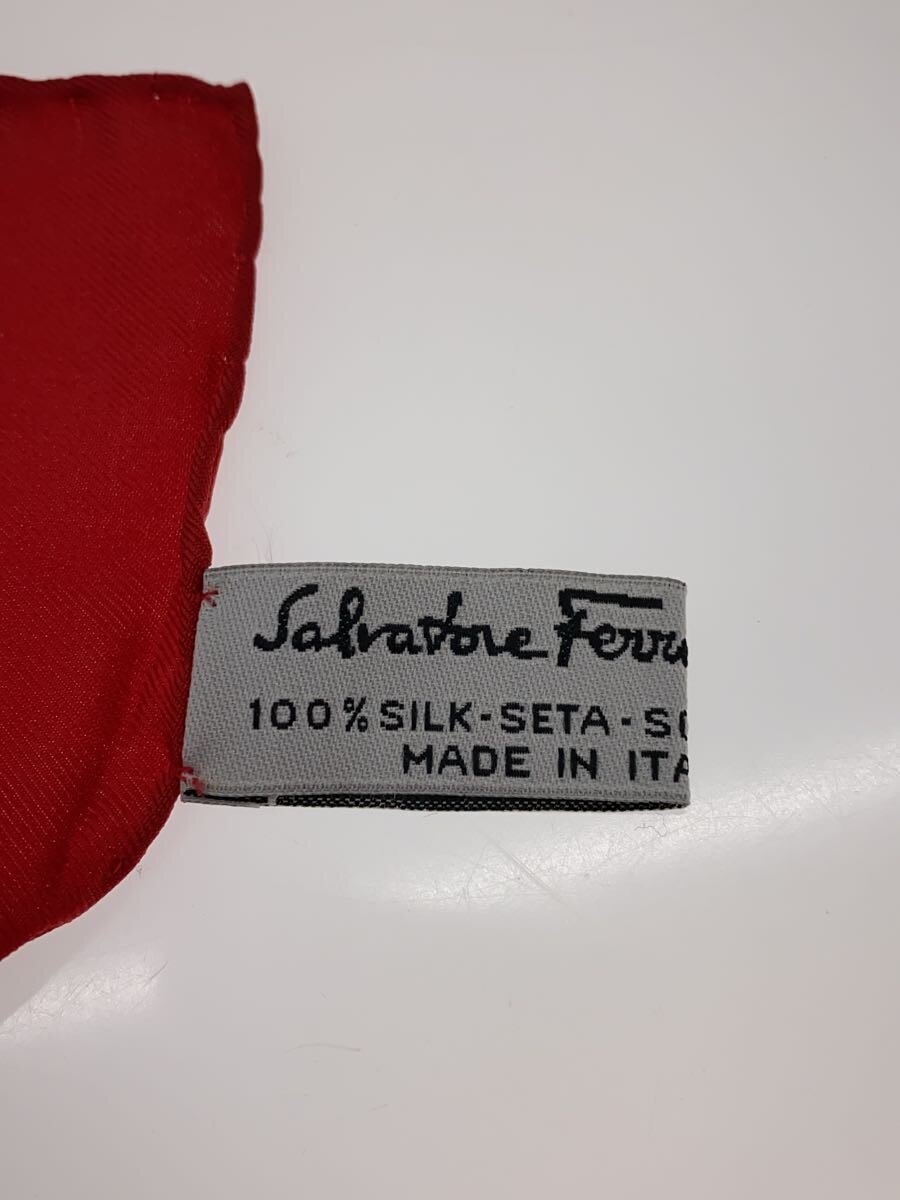 Salvatore Ferra
100% SILK-SETA-SO
MADE IN ITA